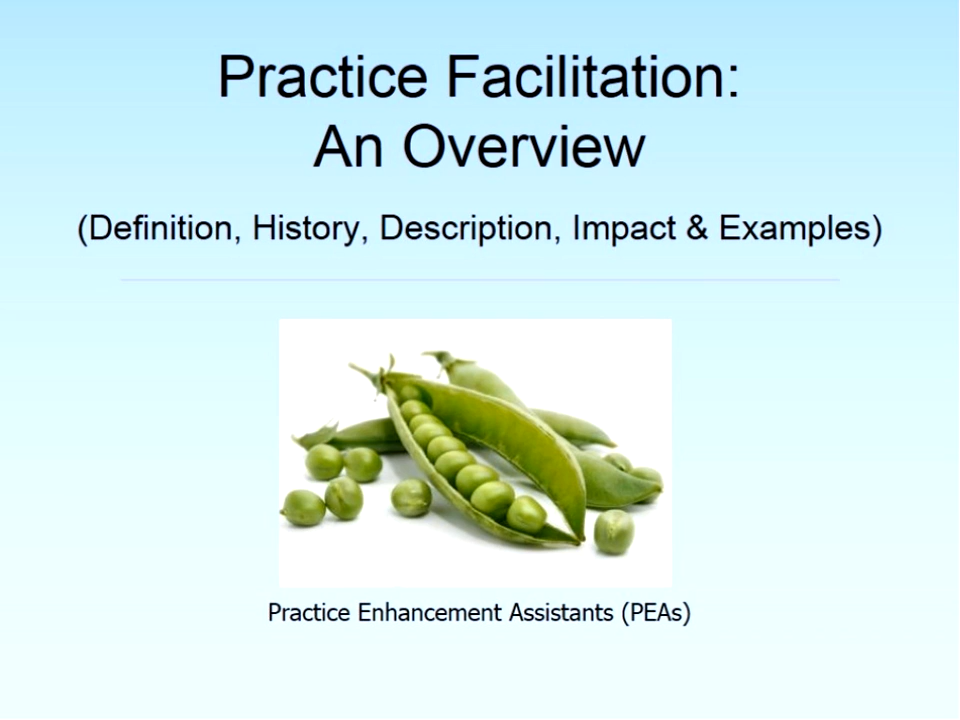 Practice Facilitation:
An Overview
(Definition, History, Description, Impact & Examples)
Practice Enhancement Assistants (PEAs)